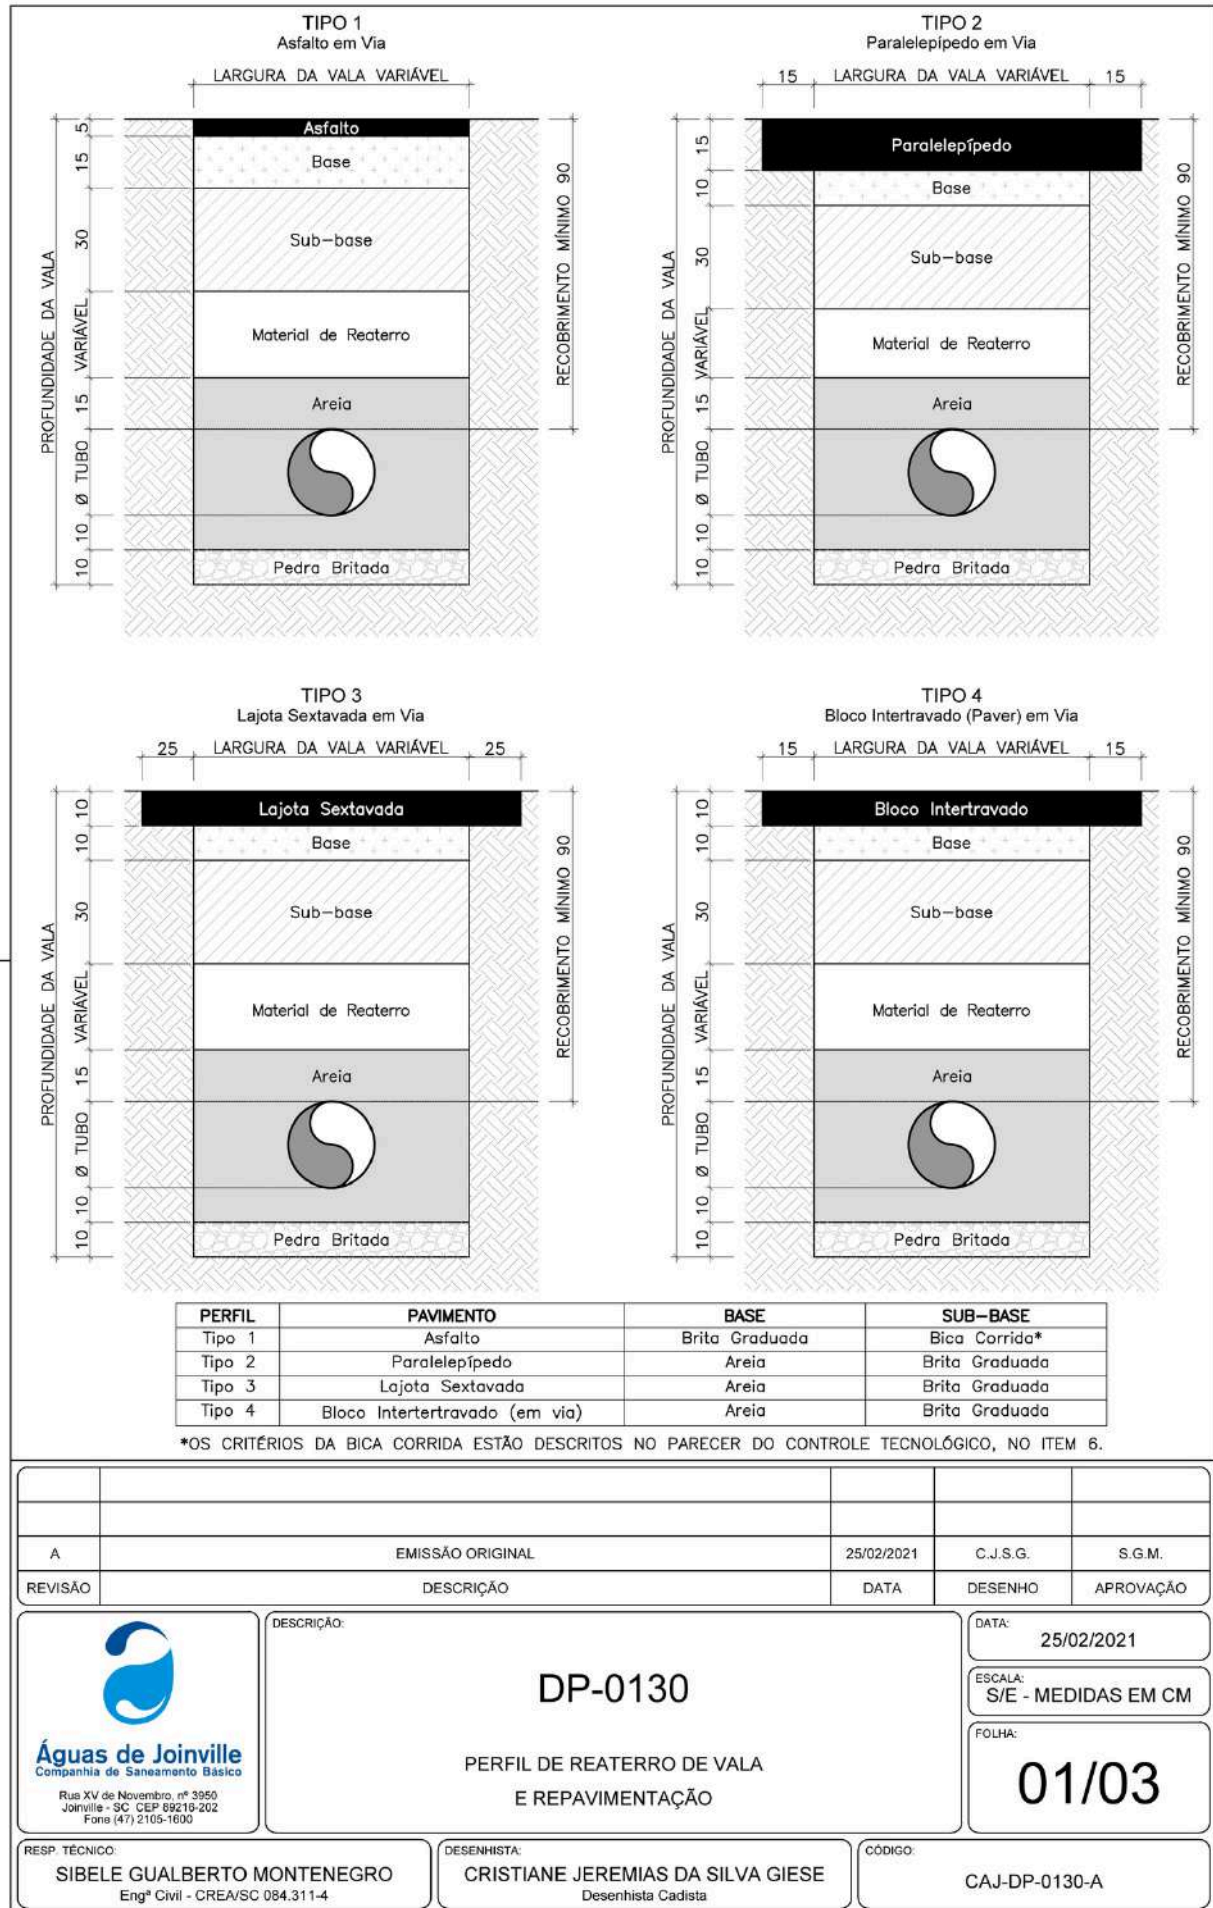 TIPO 1
Asfalto em Via
LARGURA DA VALA VARIÁVEL
PROFUNDIDADE DA VALA
5
15
30
VARIÁVEL
15
Ø TUBO
10
10
Asfalto
Base
Sub-base
Material de Reaterro
Areia
Pedra Britada
RECOBRIMENTO MÍNIMO 90
TIPO 2
Paralelepípedo em Via
15 LARGURA DA VALA VARIÁVEL 15
PROFUNDIDADE DA VALA
15
10
30
VARIÁVEL
15
Ø TUBO
10
10
Paralelepípedo
Base
Sub-base
Material de Reaterro
Areia
Pedra Britada
RECOBRIMENTO MÍNIMO 90
TIPO 3
Lajota Sextavada em Via
25 LARGURA DA VALA VARIÁVEL 25
PROFUNDIDADE DA VALA
10
10
30
VARIÁVEL
15
Ø TUBO
10
10
Lajota Sextavada
Base
Sub-base
Material de Reaterro
Areia
Pedra Britada
RECOBRIMENTO MÍNIMO 90
TIPO 4
Bloco Intertravado (Paver) em Via
15 LARGURA DA VALA VARIÁVEL 15
PROFUNDIDADE DA VALA
10
10
30
VARIÁVEL
15
Ø TUBO
10
10
Bloco Intertravado
Base
Sub-base
Material de Reaterro
Areia
Pedra Britada
RECOBRIMENTO MÍNIMO 90
PERFIL PAVIMENTO BASE SUB-BASE
Tipo 1 Asfalto Brita Graduada Bica Corrida*
Tipo 2 Paralelepípedo Areia Brita Graduada
Tipo 3 Lajota Sextavada Areia Brita Graduada
Tipo 4 Bloco Intertertravado (em via) Areia Brita Graduada
*OS CRITÉRIOS DA BICA CORRIDA ESTÃO DESCRITOS NO PARECER DO CONTROLE TECNOLÓGICO, NO ITEM 6.
A EMISSÃO ORIGINAL 25/02/2021 C.J.S.G. S.G.M.
REVISÃO DESCRIÇÃO DATA DESENHO APROVAÇÃO
Águas de Joinville
Companhia de Saneamento Básico
Rua XV de Novembro, nº 3950
Joinville - SC CEP 89216-202
Fone (47) 2105-1600
DESCRIÇÃO:
DP-0130
PERFIL DE REATERRO DE VALA
E REPAVIMENTAÇÃO
DATA:
25/02/2021
ESCALA:
S/E - MEDIDAS EM CM
FOLHA:
01/03
RESP. TÉCNICO:
SIBELE GUALBERTO MONTENEGRO
Engª Civil - CREA/SC 084.311-4
DESENHISTA:
CRISTIANE JEREMIAS DA SILVA GIESE
Desenhista Cadista
CÓDIGO:
CAJ-DP-0130-A